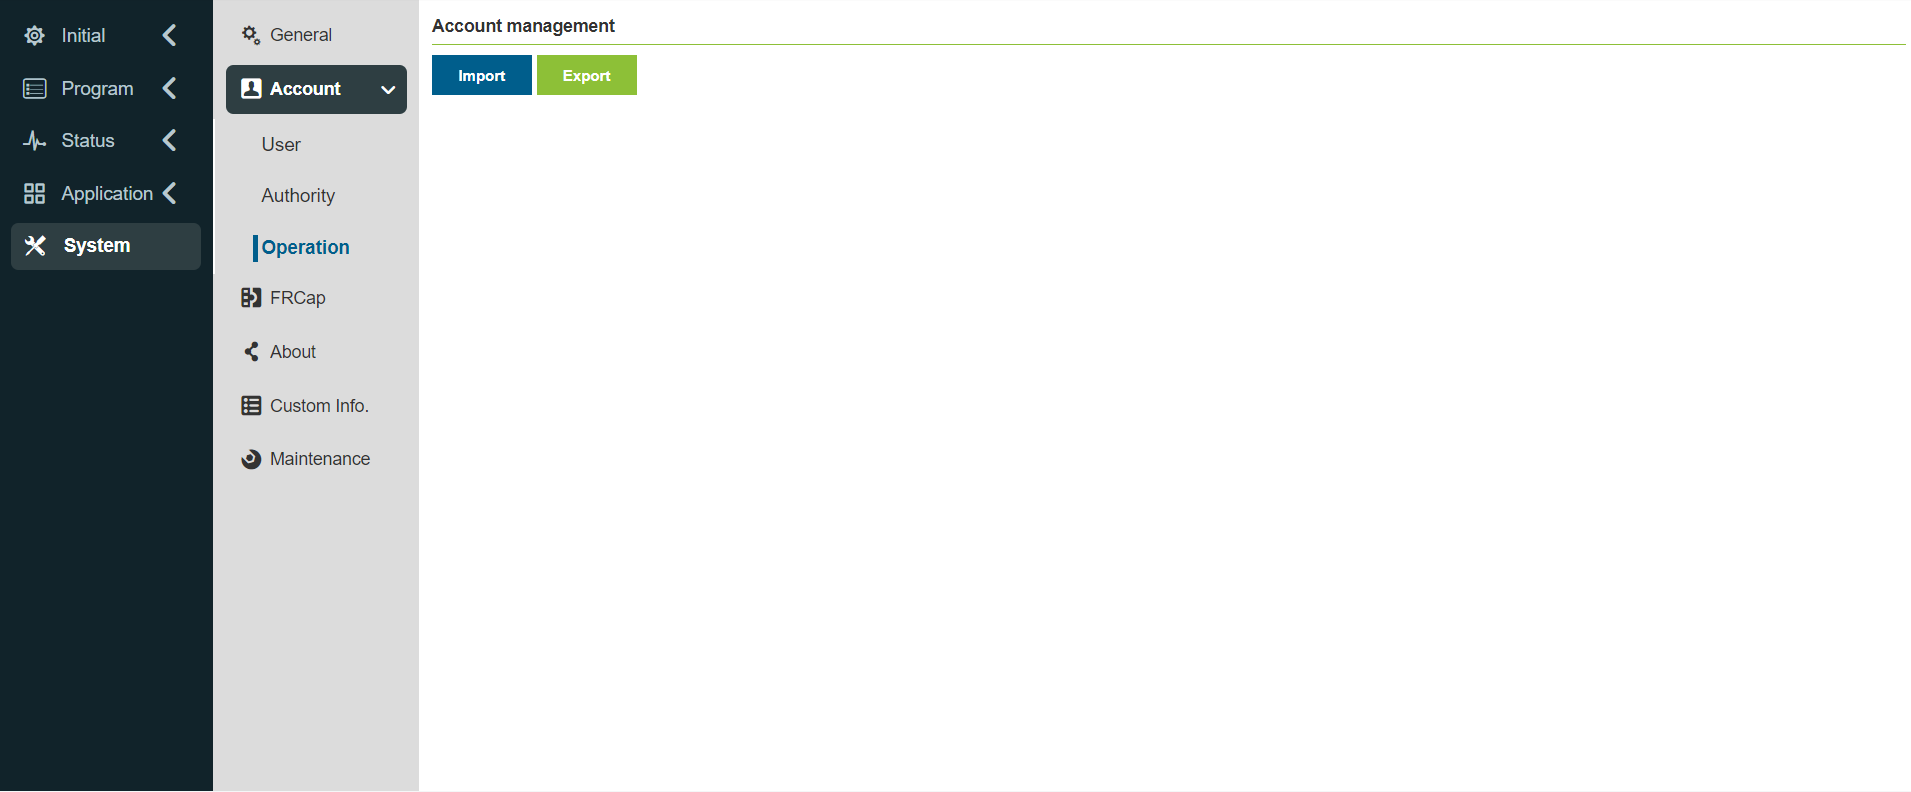 Initial
Program
Status
Application
System
General
Account
User
Authority
Operation
FRCap
About
Custom Info.
Maintenance
Account management
Import
Export